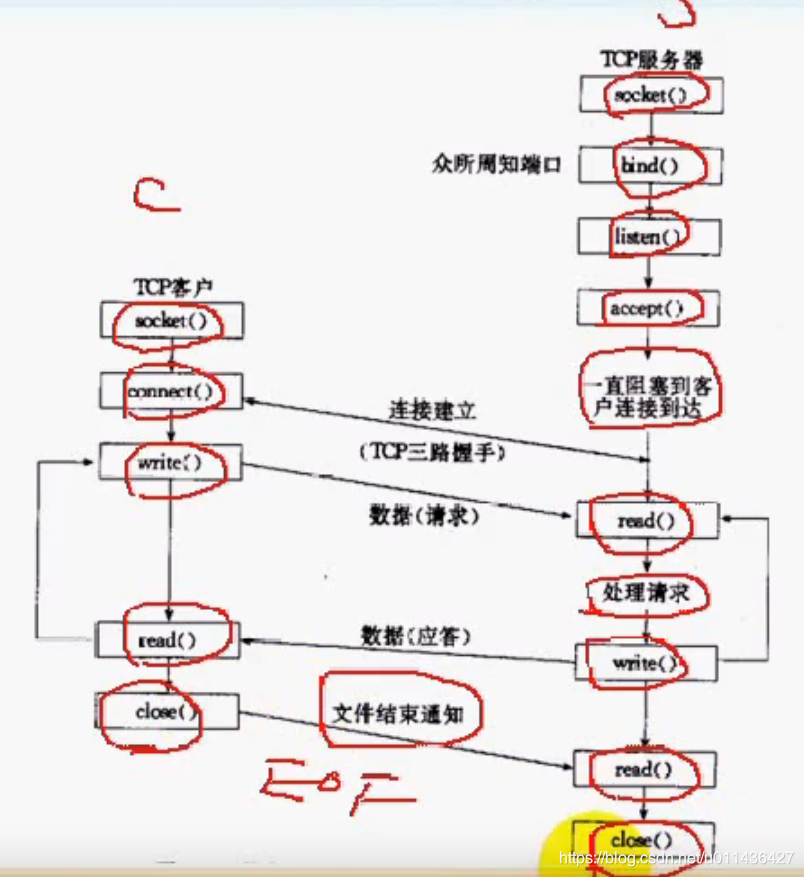 S
TCP服务器
socket()
众所周知端口
bind()
listen()
C
TCP客户
accept()
socket()
一直阻塞到客
户连接到达
connect()
连接建立
(TCP三路握手)
write()
数据(请求)
read()
处理请求
数据(应答)
read()
write()
close()
文件结束通知
EOF
read()
close()
https://blog.csdn.net/u011436427